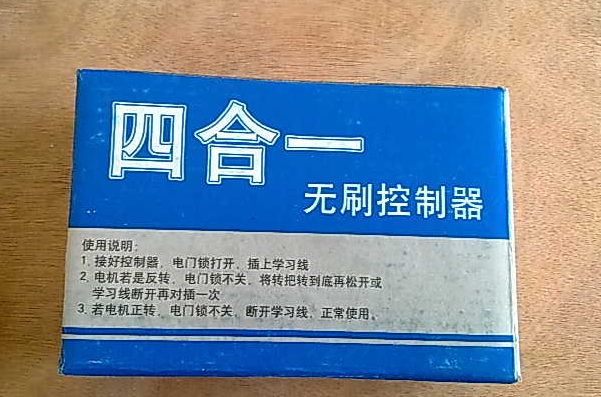 四合一
无刷控制器
使用说明：
1. 接好控制器、电门锁打开、插上学习线
2. 电机若是反转、电门锁不关、将转把转到底再松开或
学习线断开再对插一次
3. 若电机正转、电门锁不关、断开学习线、正常使用。